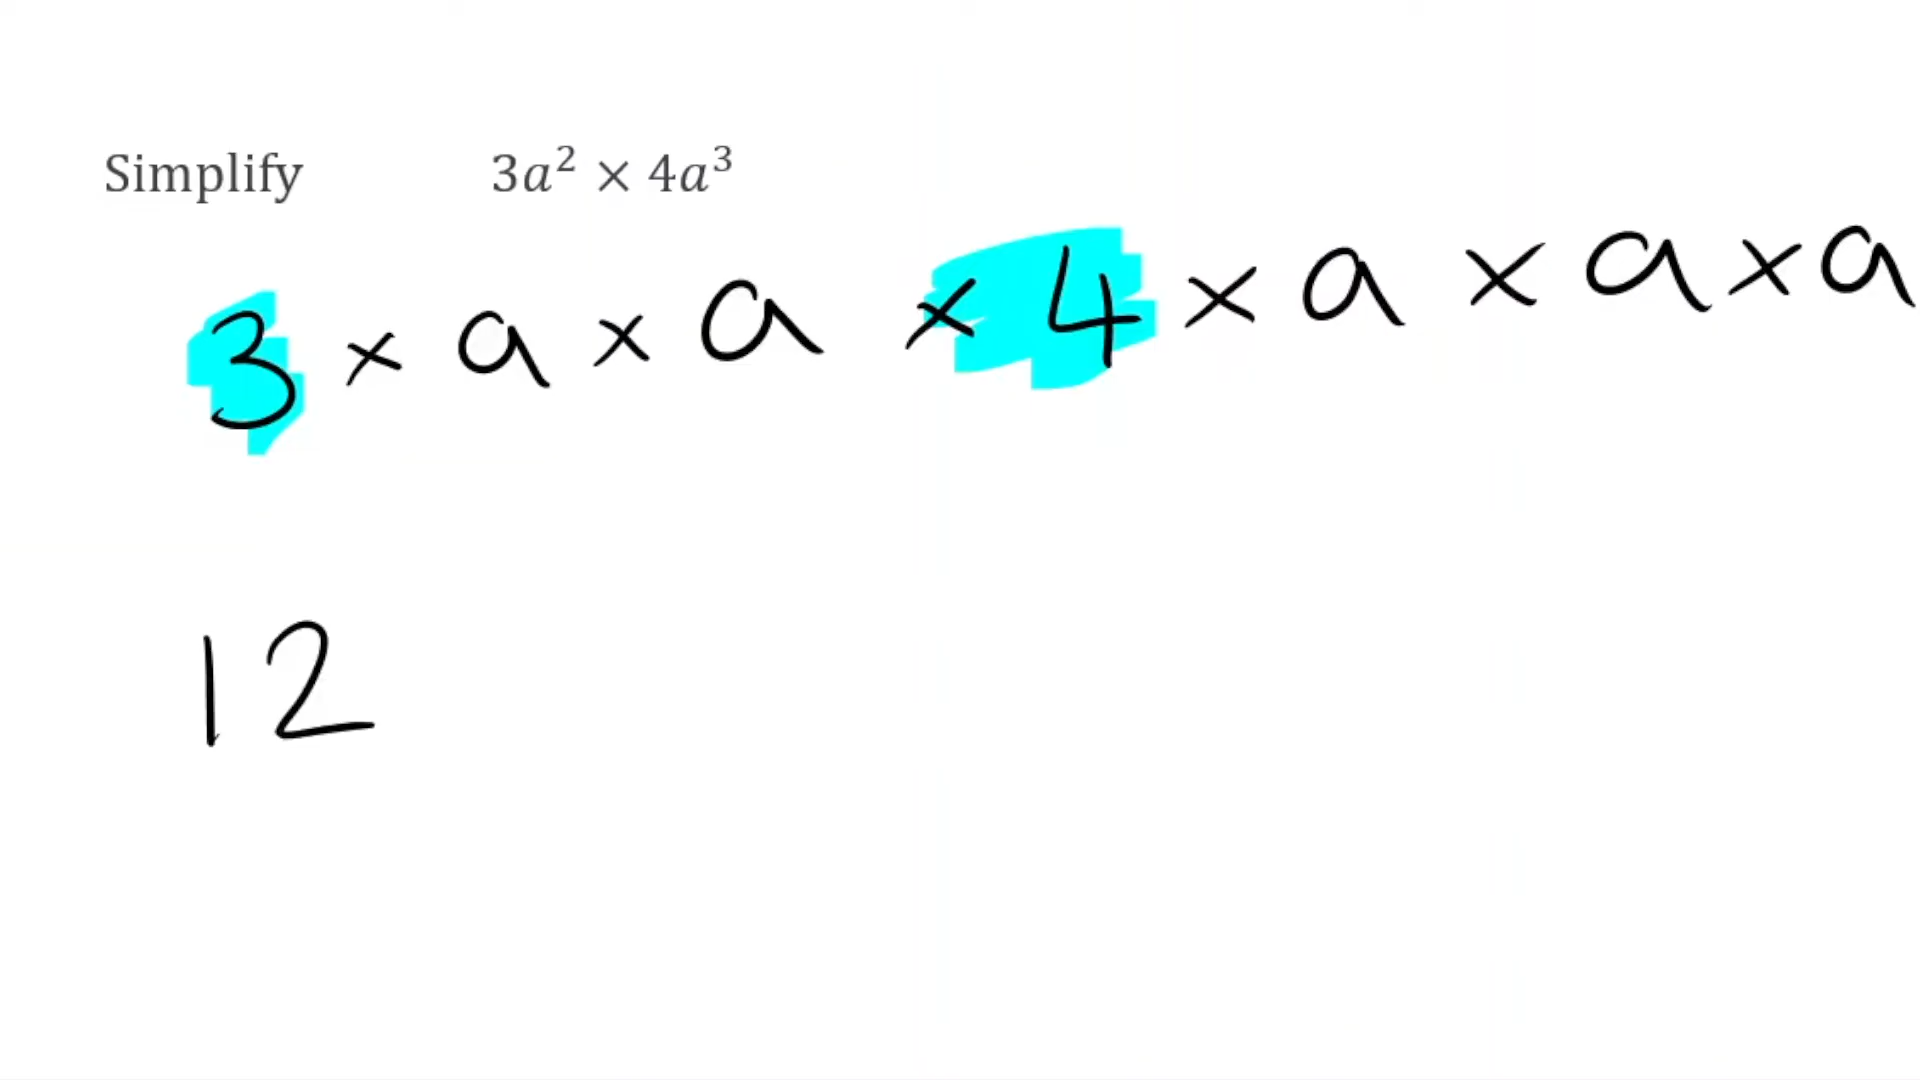 Simplify 3a² × 4a³
3 × a × a × 4 × a × a × a
12